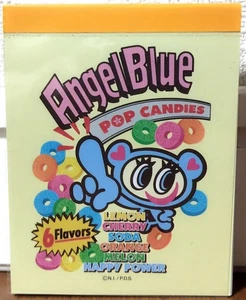 AngelBlue
POP CANDIES
6 Flavors
LEMON
CHERRY
SODA
ORANGE
MELON
HAPPY POWER
©N.I./P.D.S